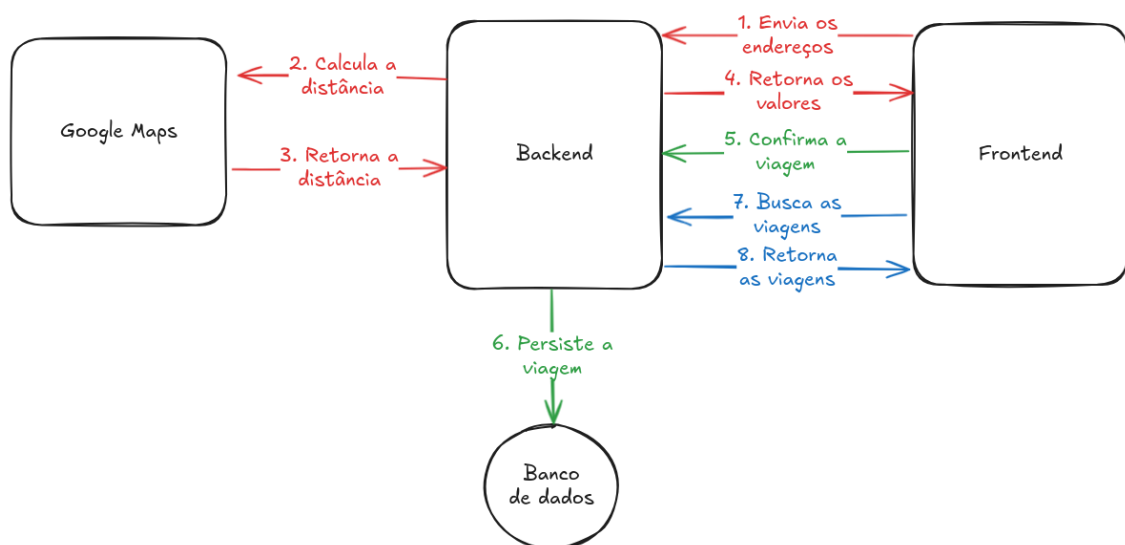 1. Envia os
endereços
2. Calcula a
distância
4. Retorna os
valores
Google Maps
Backend
Frontend
3. Retorna a
distância
5. Confirma a
viagem
7. Busca as
viagens
8. Retorna
as viagens
6. Persiste a
viagem
Banco
de dados